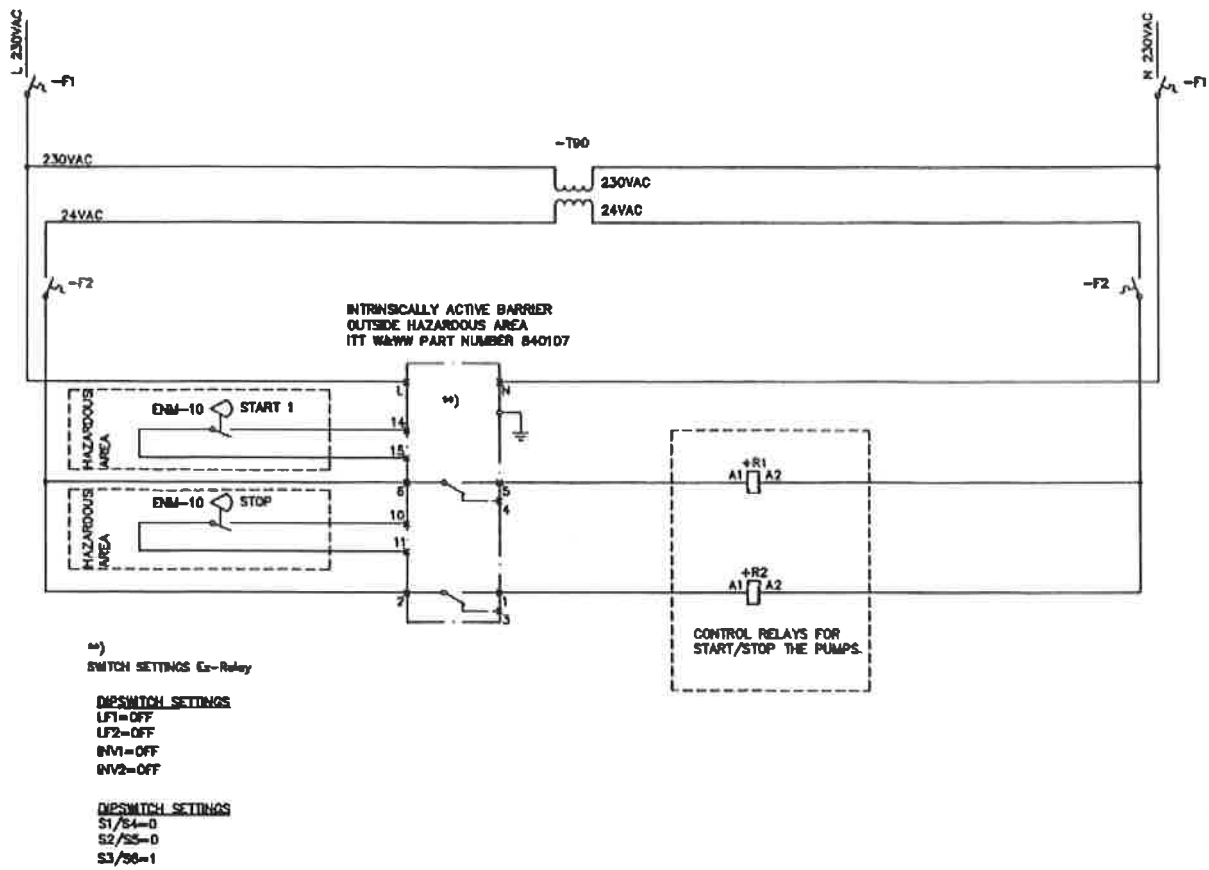 L 230VAC
-F1
N 230VAC
-F1
-T90
230VAC
230VAC
24VAC
24VAC
-F2
-F2
INTRINSICALLY ACTIVE BARRIER
OUTSIDE HAZARDOUS AREA
ITT W&WW PART NUMBER 840107
L
N
**)
HAZARDOUS
AREA
ENM-10
START 1
14
15
6
5
4
+R1
A1
A2
HAZARDOUS
AREA
ENM-10
STOP
10
11
2
1
3
+R2
A1
A2
CONTROL RELAYS FOR
START/STOP THE PUMPS.
**)
SWITCH SETTINGS Ex-Relay
DIPSWITCH SETTINGS
LF1=OFF
LF2=OFF
INV1=OFF
INV2=OFF
DIPSWITCH SETTINGS
S1/S4=0
S2/S5=0
S3/S6=1